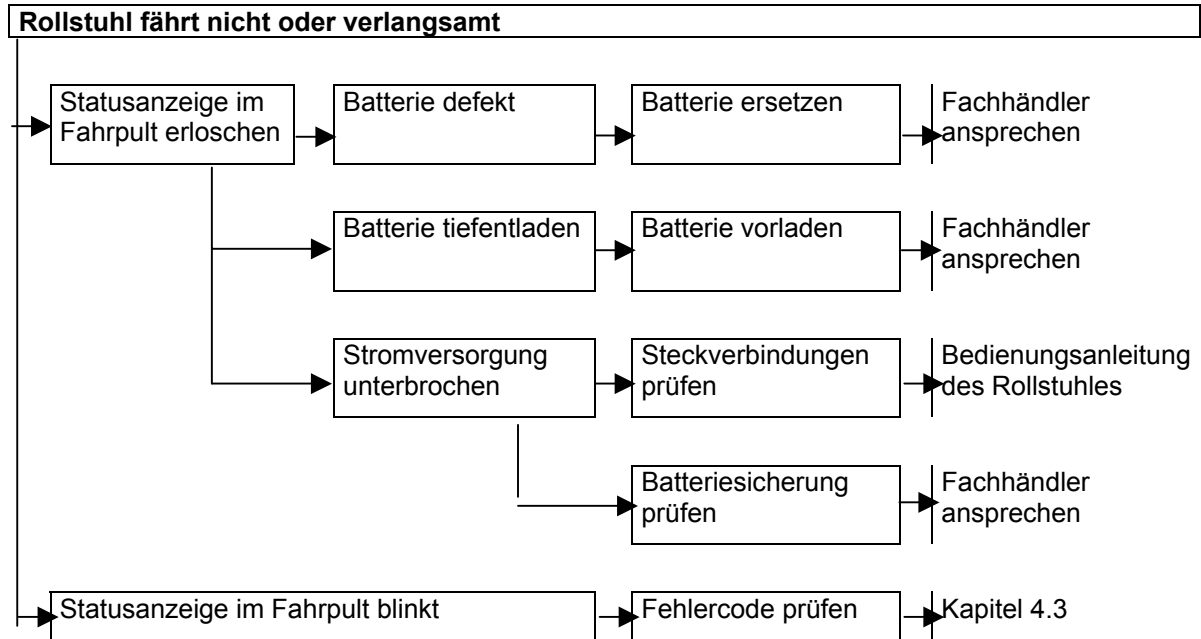 Rollstuhl fährt nicht oder verlangsamt
Statusanzeige im
Fahrpult erloschen
Batterie defekt
Batterie ersetzen
Fachhändler
ansprechen
Batterie tiefentladen
Batterie vorladen
Fachhändler
ansprechen
Stromversorgung
unterbrochen
Steckverbindungen
prüfen
Bedienungsanleitung
des Rollstuhles
Batteriesicherung
prüfen
Fachhändler
ansprechen
Statusanzeige im Fahrpult blinkt
Fehlercode prüfen
Kapitel 4.3